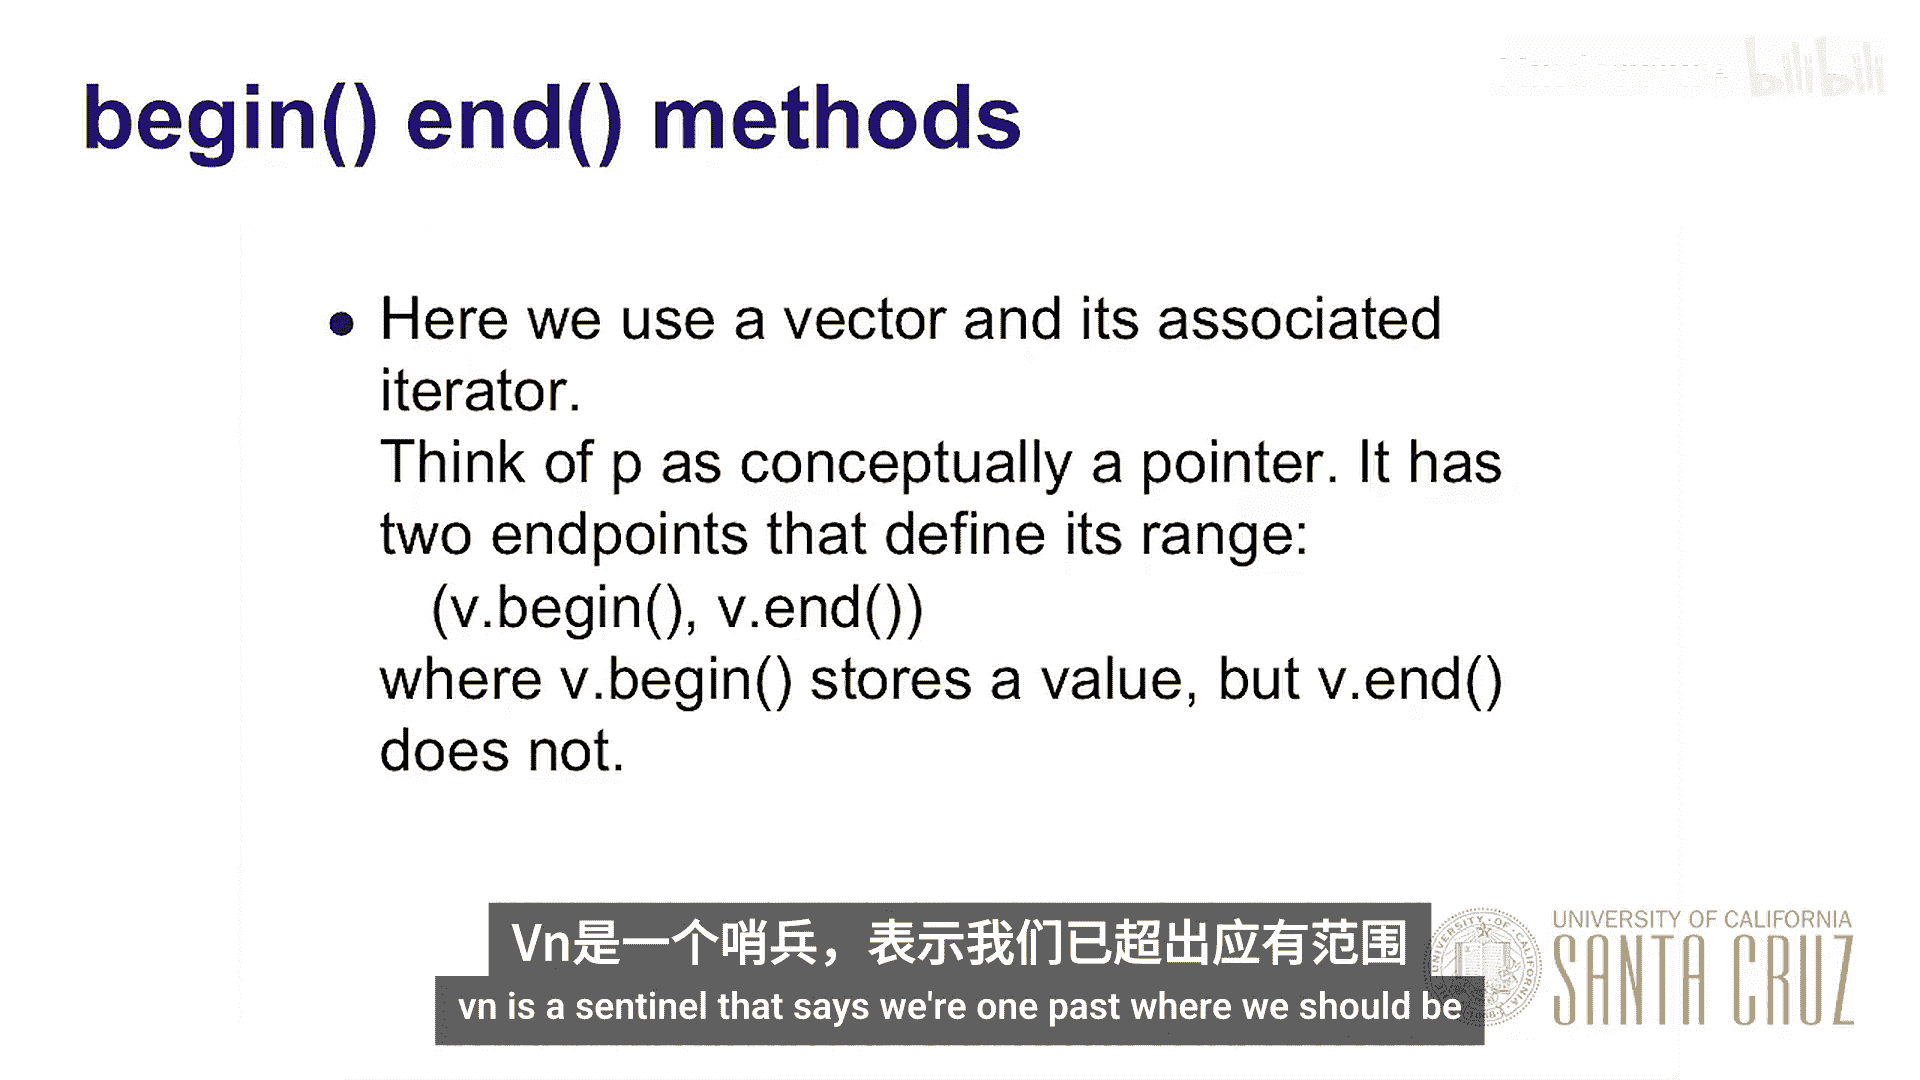 bilibili
begin() end() methods
• Here we use a vector and its associated
iterator.
Think of p as conceptually a pointer. It has
two endpoints that define its range:
(v.begin(), v.end())
where v.begin() stores a value, but v.end()
does not.
Vn是一个哨兵，表示我们已超出应有范围
vn is a sentinel that says we're one past where we should be
UNIVERSITY OF CALIFORNIA
SANTA CRUZ